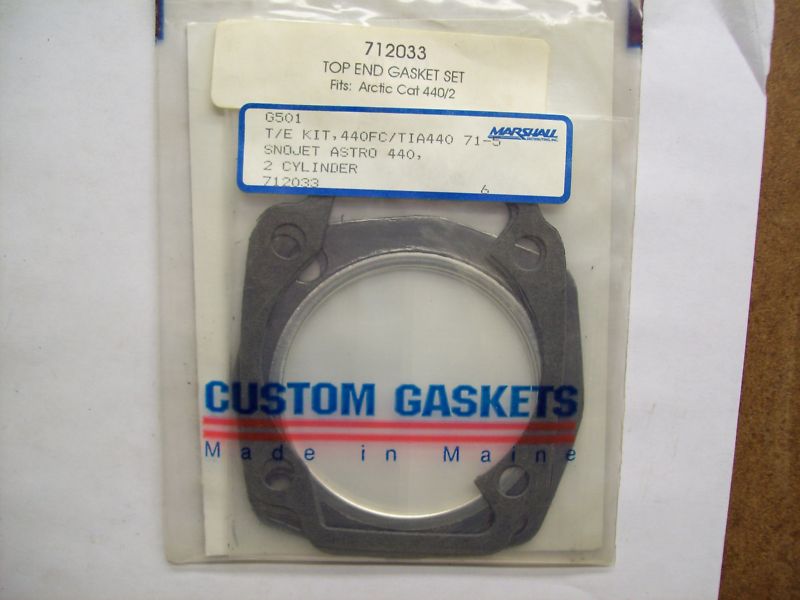 712033
TOP END GASKET SET
Fits: Arctic Cat 440/2
G501
T/E KIT,440FC/TIA440 71-5
MARSHALL
SNOJET ASTRO 440,
2 CYLINDER
712033 6
CUSTOM GASKETS
Made in Maine